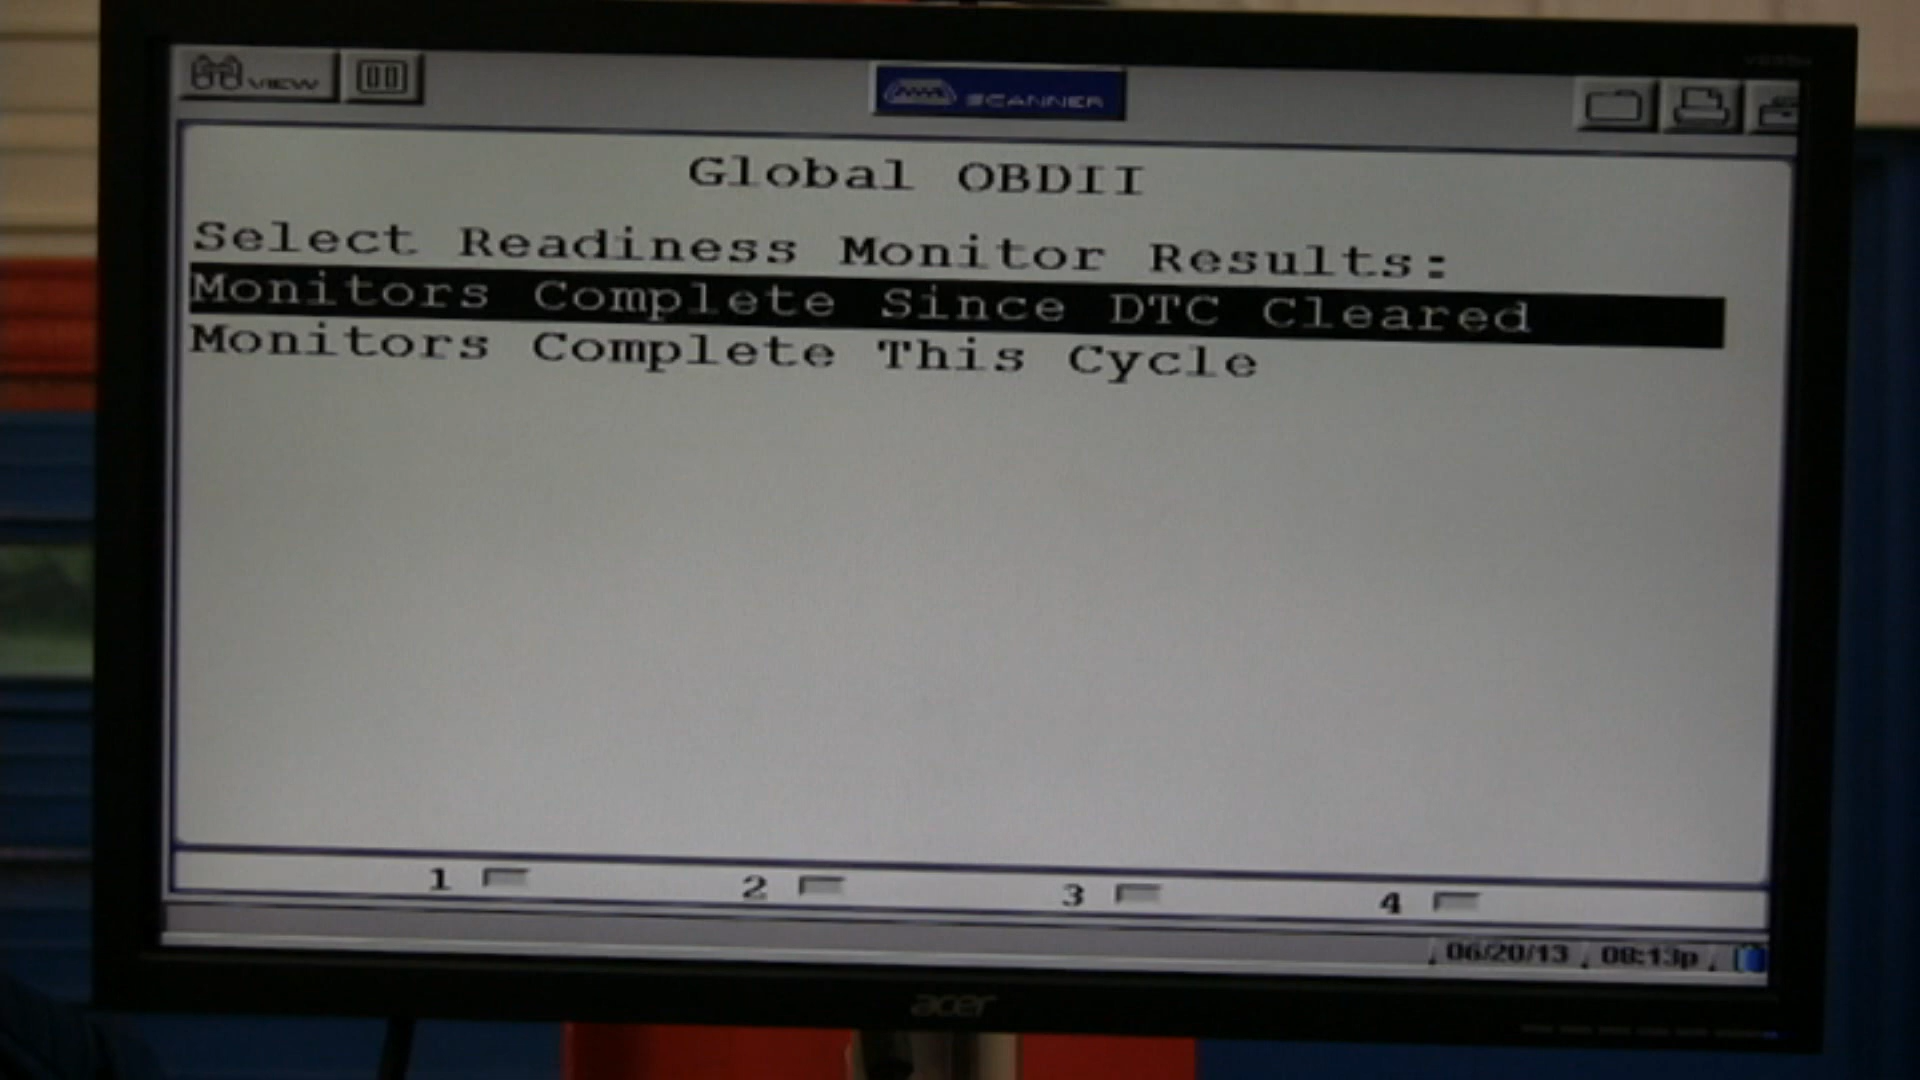 VIEW
SCANNER
Global OBDII
Select Readiness Monitor Results:
Monitors Complete Since DTC Cleared
Monitors Complete This Cycle
1 2 3 4
06/20/13 08:13p
acer